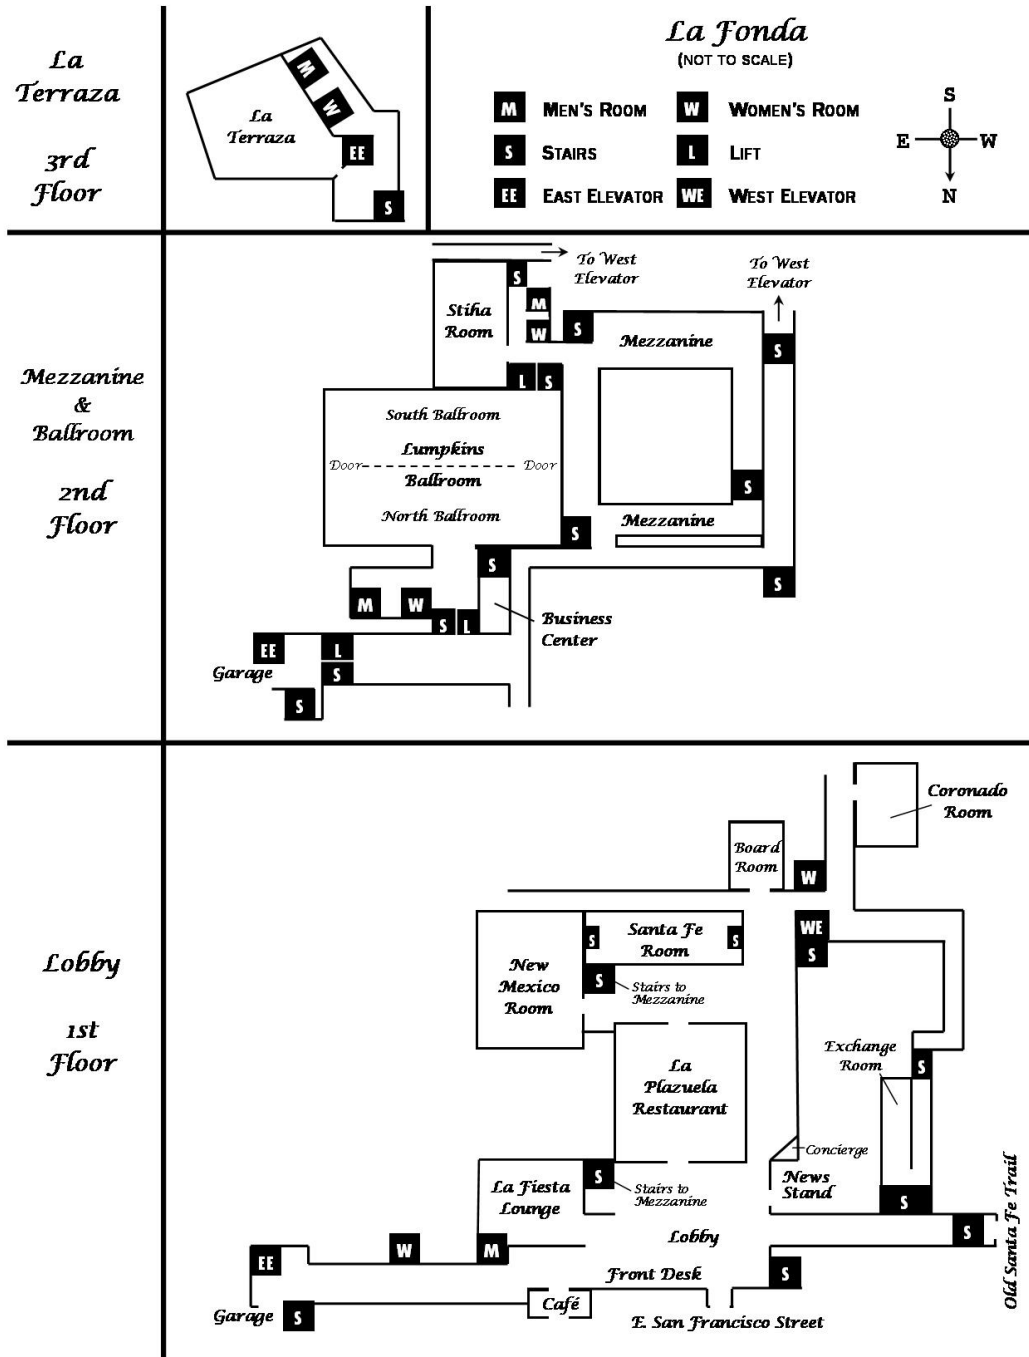 La
Terraza
3rd
Floor
M
W
La
Terraza
EE
S
La Fonda
(NOT TO SCALE)
M MEN'S ROOM
W WOMEN'S ROOM
S STAIRS
L LIFT
EE EAST ELEVATOR
WE WEST ELEVATOR
S
E
W
N
Mezzanine
&
Ballroom
2nd
Floor
To West
Elevator
To West
Elevator
S
Stiha
Room
M
W
S
Mezzanine
S
L S
South Ballroom
Lumpkins
Door
Door
Ballroom
S
North Ballroom
Mezzanine
S
S
S
M W
S L
Business
Center
EE
L
Garage
S
S
Lobby
1st
Floor
Coronado
Room
Board
Room
W
WE
S
Santa Fe
Room
S
S
New
Mexico
Room
S
Stairs to
Mezzanine
Exchange
Room
S
La
Plazuela
Restaurant
Concierge
News
Stand
S
La Fiesta
Lounge
S
Stairs to
Mezzanine
Lobby
S
Old Santa Fe Trail
EE
W
M
Front Desk
S
Garage
S
Café
E. San Francisco Street